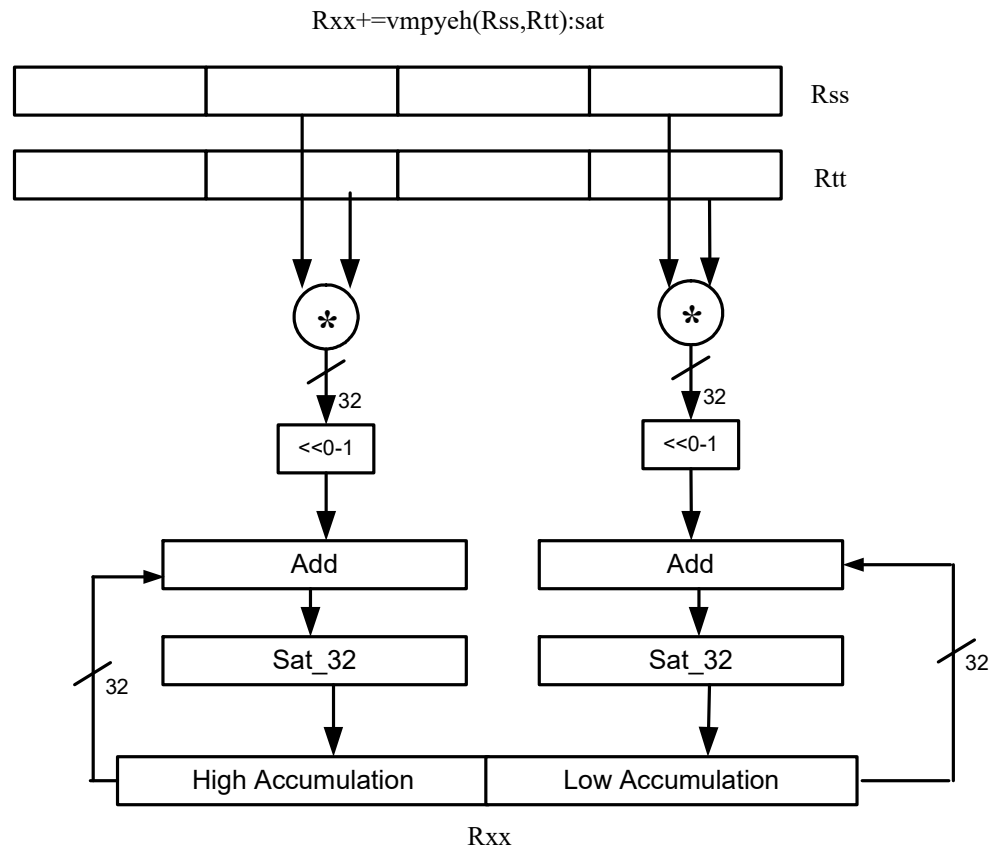 Rxx+=vmpyeh(Rss,Rtt):sat
Rss
Rtt
* *
32 32
<<0-1 <<0-1
Add Add
Sat_32 Sat_32
32 32
High Accumulation Low Accumulation
Rxx